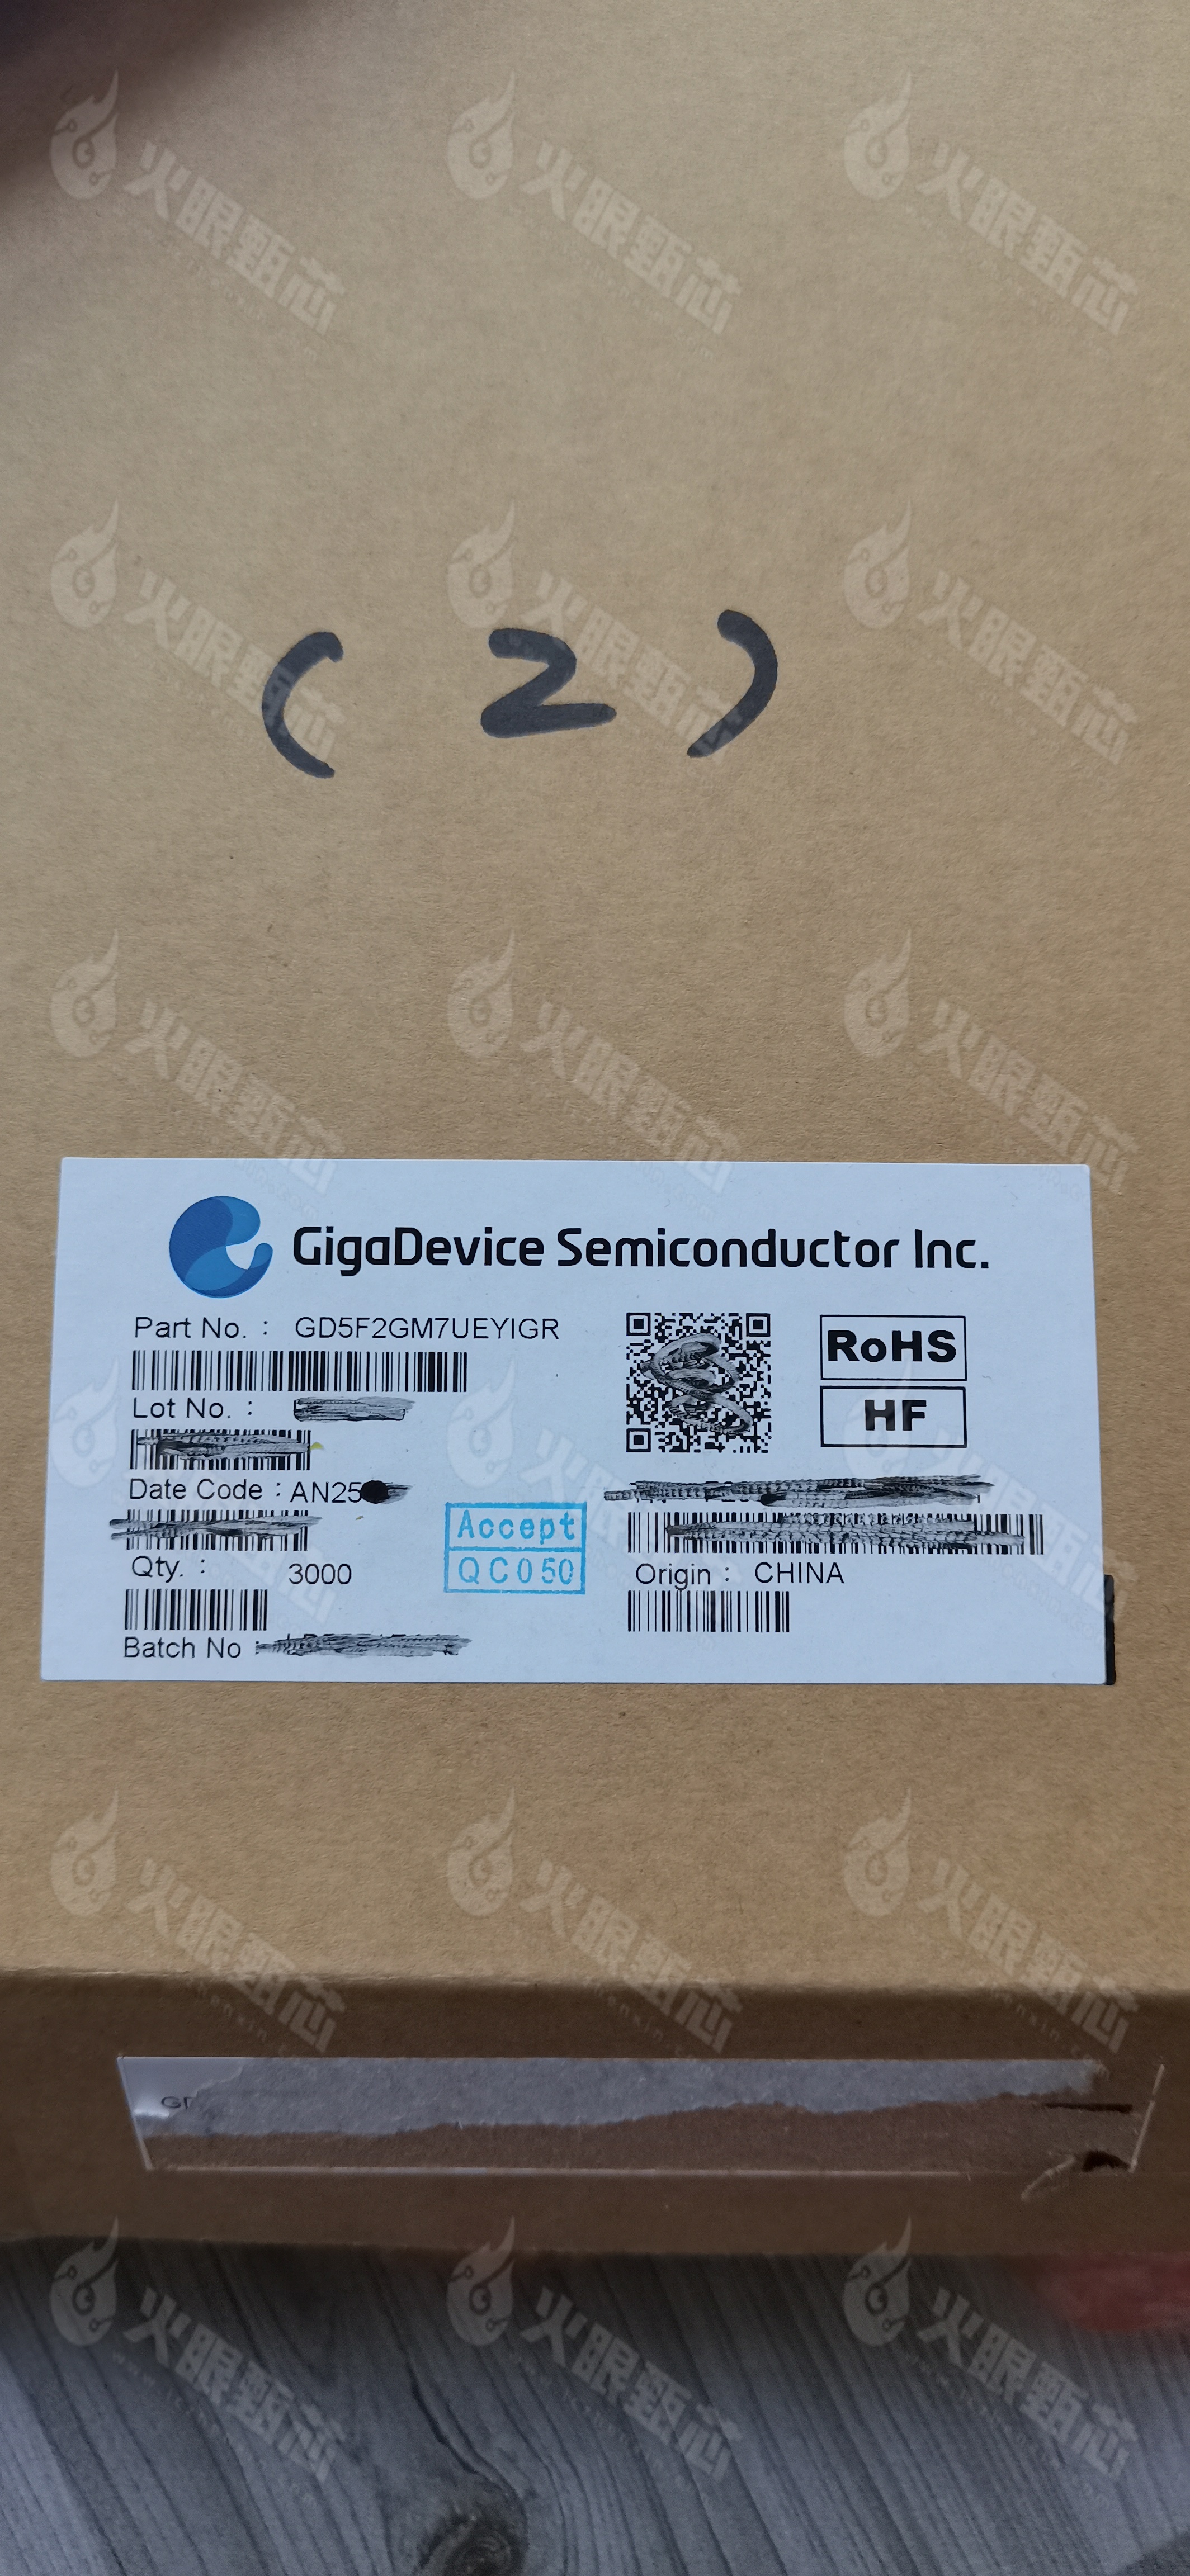 ( 2 )
GigaDevice Semiconductor Inc.
Part No. : GD5F2GM7UEYIGR
RoHS
HF
Lot No. :
Date Code : AN25
Accept
QC050
Qty. : 3000
Origin : CHINA
Batch No :
GD
火眼甄芯